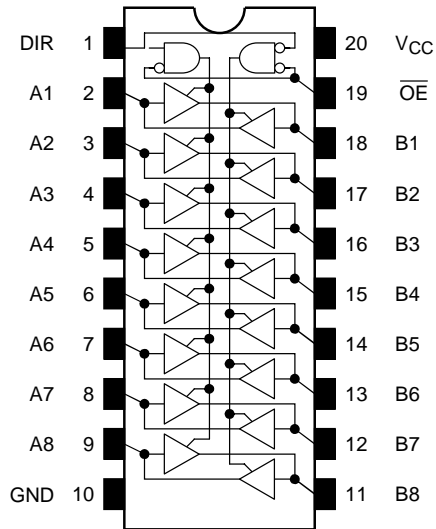 DIR 1 20 VCC
A1 2 19 O̅E̅
A2 3 18 B1
A3 4 17 B2
A4 5 16 B3
A5 6 15 B4
A6 7 14 B5
A7 8 13 B6
A8 9 12 B7
GND 10 11 B8